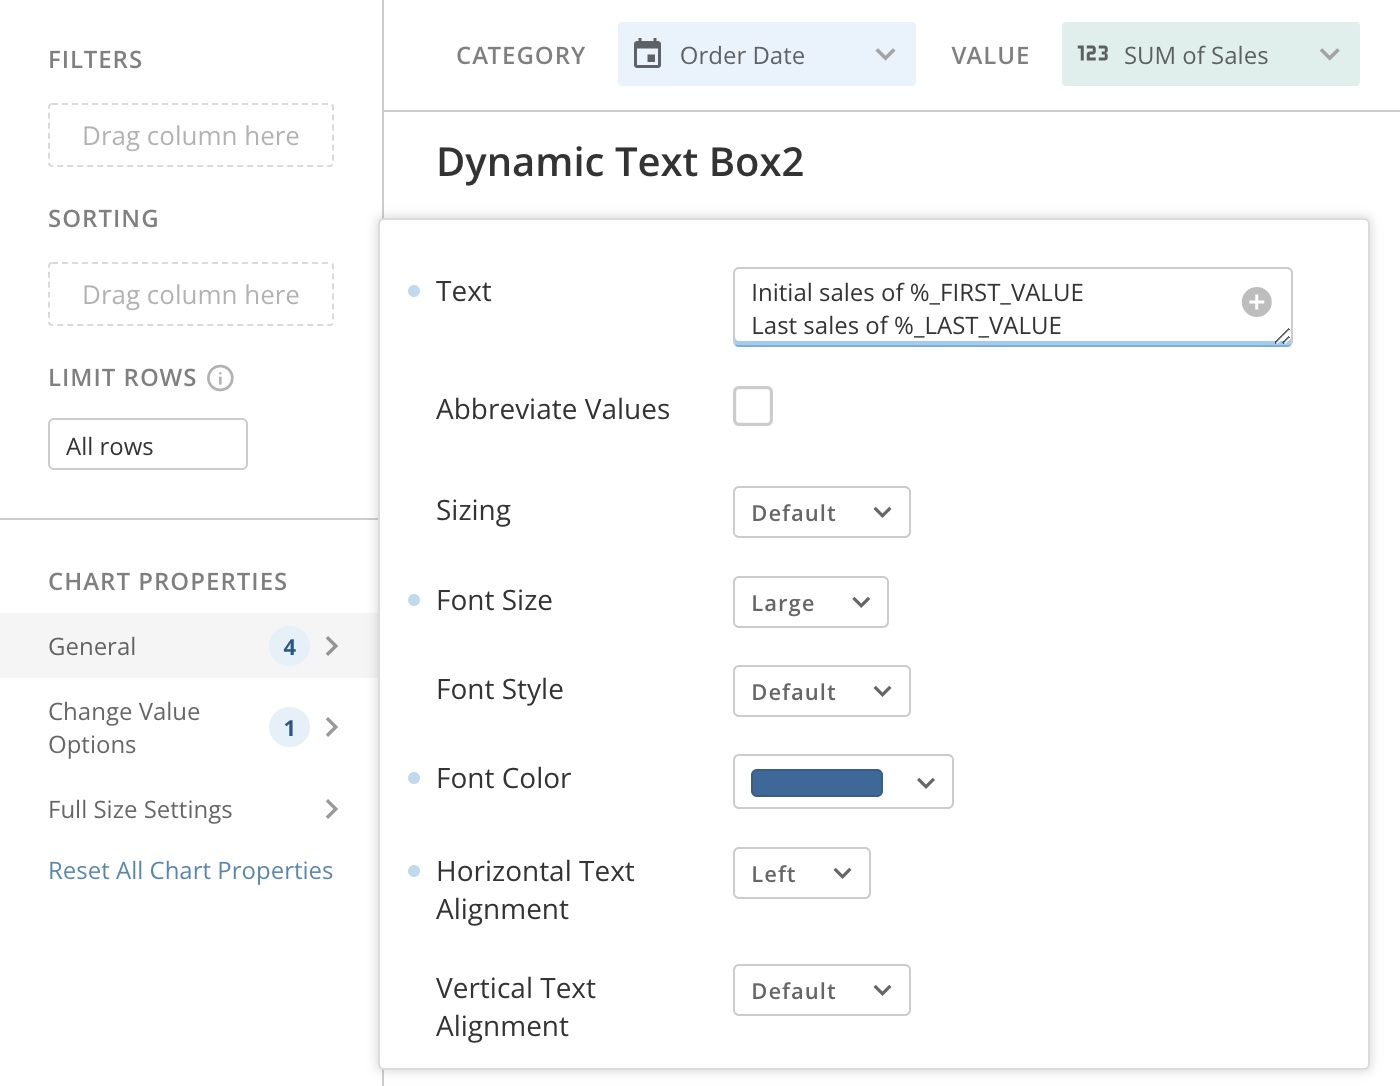 FILTERS
Drag column here
SORTING
Drag column here
LIMIT ROWS
All rows
CHART PROPERTIES
General 4
Change Value
Options 1
Full Size Settings
Reset All Chart Properties
CATEGORY Order Date VALUE 123 SUM of Sales
Dynamic Text Box2
Text
Initial sales of %_FIRST_VALUE
Last sales of %_LAST_VALUE
Abbreviate Values
Sizing Default
Font Size Large
Font Style Default
Font Color
Horizontal Text
Alignment
Left
Vertical Text
Alignment
Default